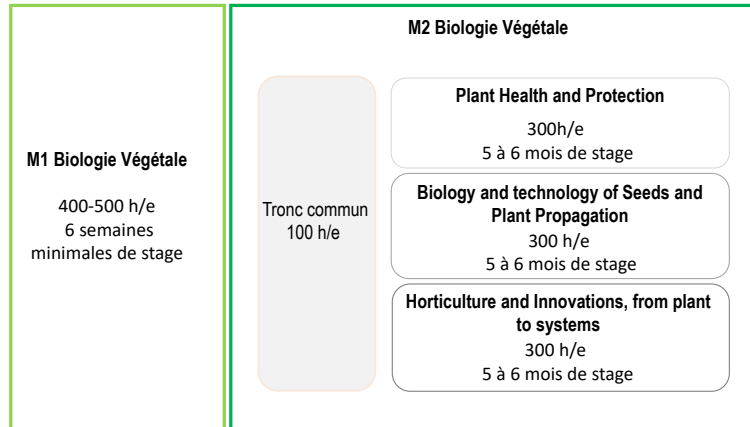 M1 Biologie Végétale
400-500 h/e
6 semaines
minimales de stage
M2 Biologie Végétale
Tronc commun
100 h/e
Plant Health and Protection
300h/e
5 à 6 mois de stage
Biology and technology of Seeds and
Plant Propagation
300 h/e
5 à 6 mois de stage
Horticulture and Innovations, from plant
to systems
300 h/e
5 à 6 mois de stage